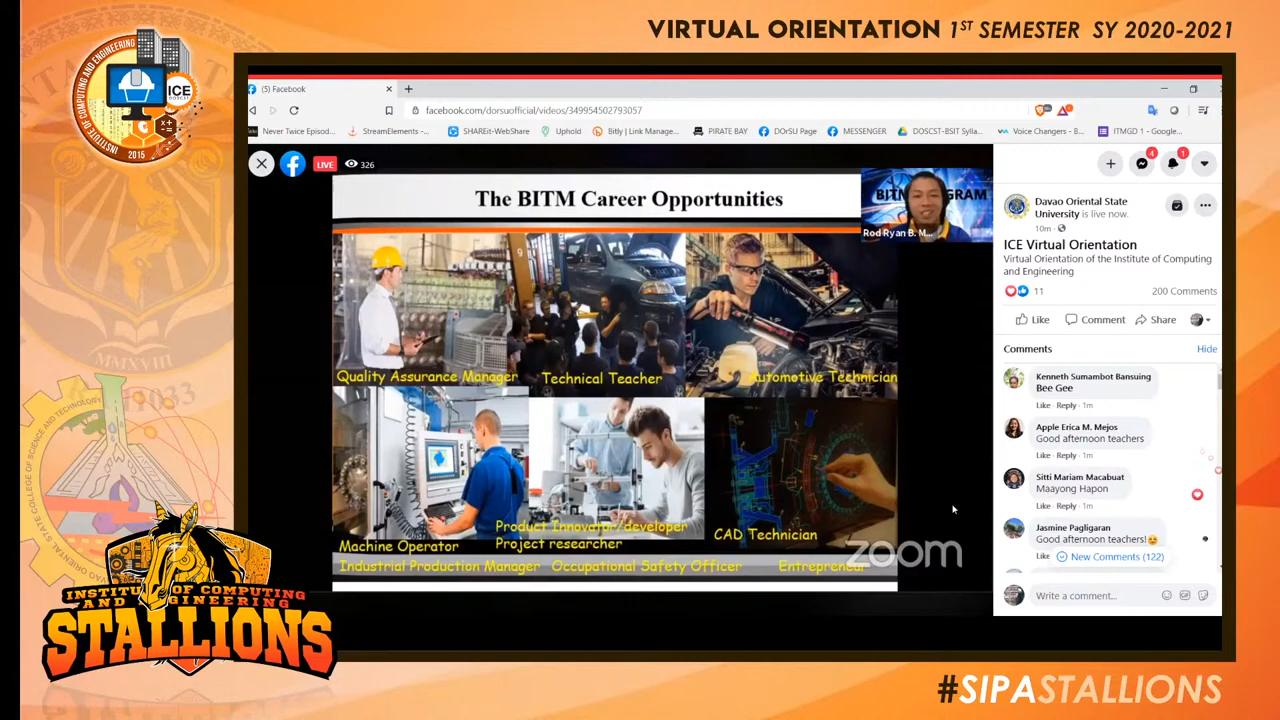 VIRTUAL ORIENTATION 1ST SEMESTER SY 2020-2021
INSTITUTE OF COMPUTING AND ENGINEERING
ICE
DOSCST
2015
(5) Facebook
facebook.com/dorsuofficial/videos/349954502793057
Never Twice Episod...
StreamElements -...
SHAREit-WebShare
Uphold
Bitly | Link Manage...
PIRATE BAY
DOrSU Page
MESSENGER
DOSCST-BSIT Sylla...
Voice Changers - B...
ITMGD 1 - Google...
LIVE
326
The BITM Career Opportunities
Rod Ryan B. M...
Quality Assurance Manager
Technical Teacher
Automotive Technician
Machine Operator
Product Innovator/developer
Project researcher
CAD Technician
Industrial Production Manager
Occupational Safety Officer
Entrepreneur
zoom
4
1
Davao Oriental State
University is live now.
10m
ICE Virtual Orientation
Virtual Orientation of the Institute of Computing
and Engineering
11
200 Comments
Like
Comment
Share
Comments
Hide
Kenneth Sumambot Bansuing
Bee Gee
Like · Reply · 1m
Apple Erica M. Mejos
Good afternoon teachers
Like · Reply · 1m
Sitti Mariam Macabuat
Maayong Hapon
Like · Reply · 1m
Jasmine Pagligaran
Good afternoon teachers!
Like
New Comments (122)
Write a comment...
MMXVIII
INSTITUTE OF COMPUTING
AND ENGINEERING
STALLIONS
#SIPASTALLIONS